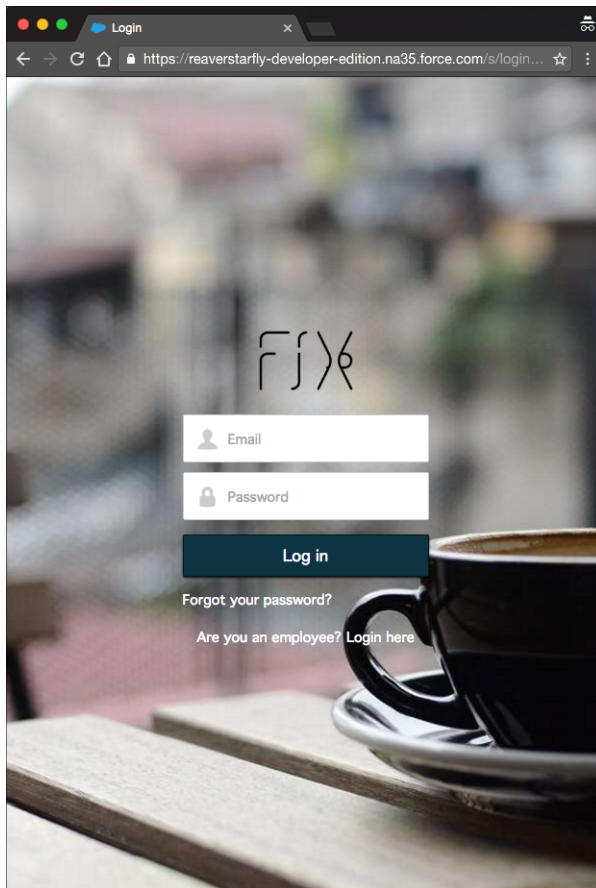 Login
https://reaverstarfly-developer-edition.na35.force.com/s/login...
Email
Password
Log in
Forgot your password?
Are you an employee? Login here